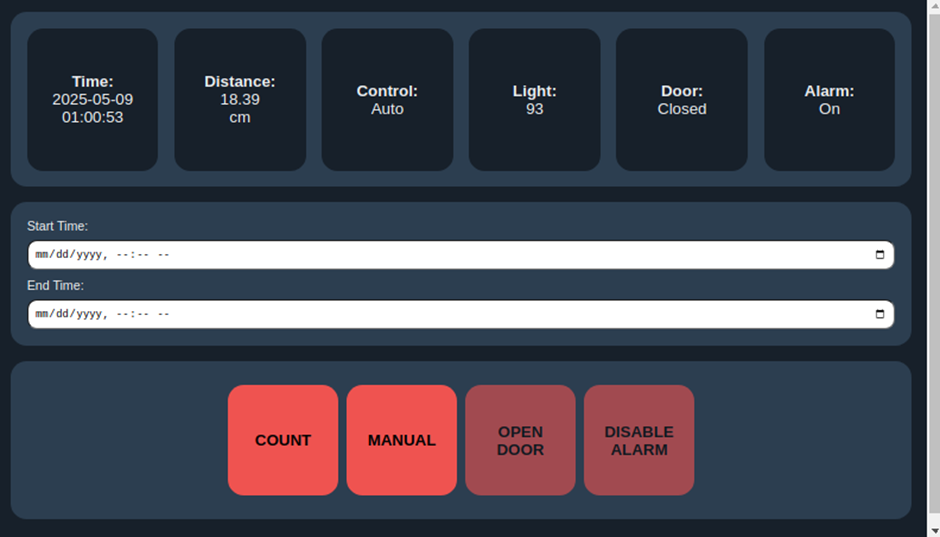 Time:
2025-05-09
01:00:53
Distance:
18.39
cm
Control:
Auto
Light:
93
Door:
Closed
Alarm:
On
Start Time:
mm/dd/yyyy, --:-- --
End Time:
mm/dd/yyyy, --:-- --
COUNT
MANUAL
OPEN
DOOR
DISABLE
ALARM